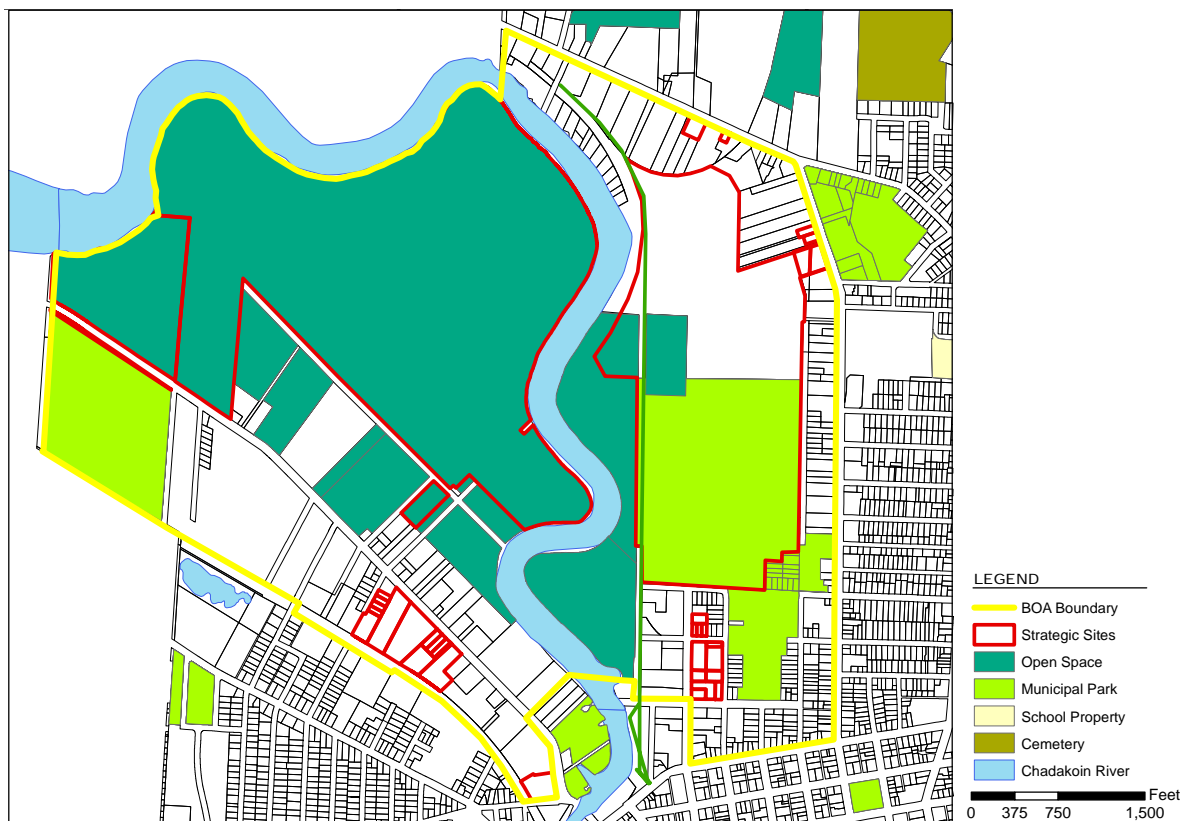 LEGEND
BOA Boundary
Strategic Sites
Open Space
Municipal Park
School Property
Cemetery
Chadakoin River
Feet
0 375 750 1,500